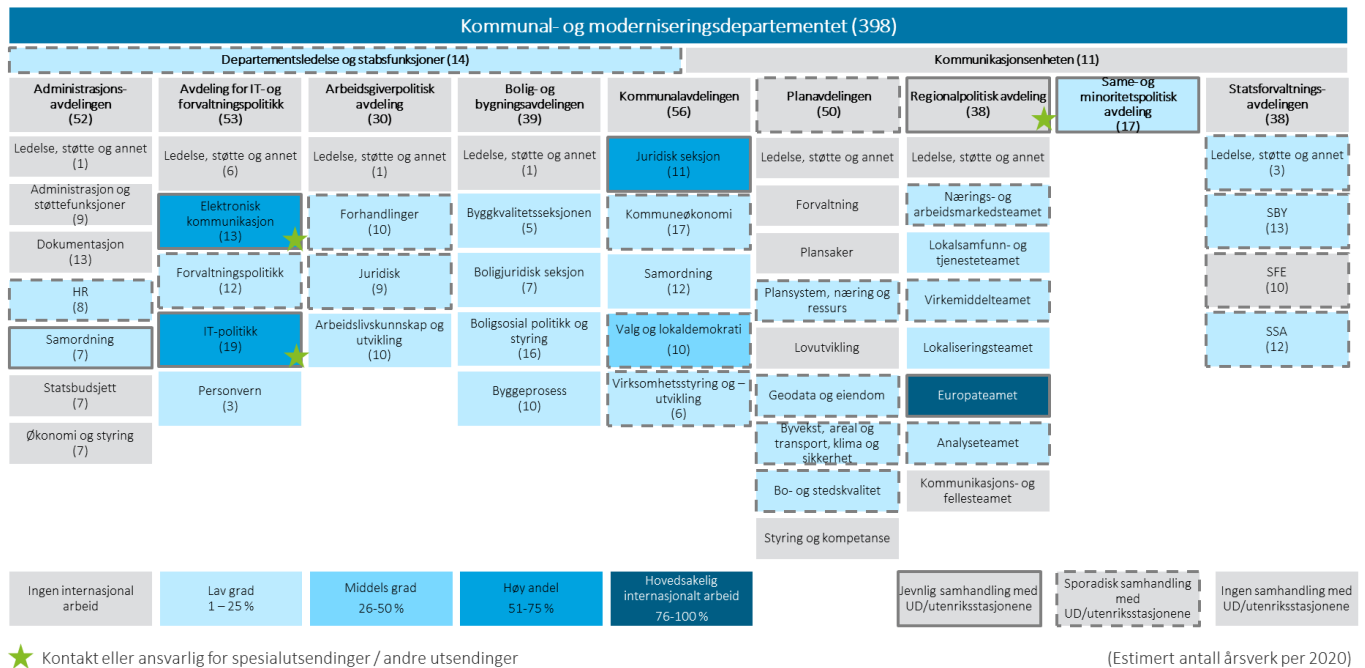 Kommunal- og moderniseringsdepartementet (398)
Departementsledelse og stabsfunksjoner (14)
Kommunikasjonsenheten (11)
Administrasjons-
avdelingen
(52)
Ledelse, støtte og annet
(1)
Administrasjon og
støttefunksjoner
(9)
Dokumentasjon
(13)
HR
(8)
Samordning
(7)
Statsbudsjett
(7)
Økonomi og styring
(7)
Avdeling for IT- og
forvaltningspolitikk
(53)
Ledelse, støtte og annet
(6)
Elektronisk
kommunikasjon
(13)
Forvaltningspolitikk
(12)
IT-politikk
(19)
Personvern
(3)
Arbeidsgiverpolitisk
avdeling
(30)
Ledelse, støtte og annet
(1)
Forhandlinger
(10)
Juridisk
(9)
Arbeidslivskunnskap og
utvikling
(10)
Bolig- og
bygningsavdelingen
(39)
Ledelse, støtte og annet
(1)
Byggkvalitetsseksjonen
(5)
Boligjuridisk seksjon
(7)
Boligsosial politikk og
styring
(16)
Byggeprosess
(10)
Kommunalavdelingen
(56)
Juridisk seksjon
(11)
Kommuneøkonomi
(17)
Samordning
(12)
Valg og lokaldemokrati
(10)
Virksomhetsstyring og –
utvikling
(6)
Planavdelingen
(50)
Ledelse, støtte og annet
Forvaltning
Plansaker
Plansystem, næring og
ressurs
Lovutvikling
Geodata og eiendom
Byvekst, areal og
transport, klima og
sikkerhet
Bo- og stedskvalitet
Styring og kompetanse
Regionalpolitisk avdeling
(38)
Ledelse, støtte og annet
Nærings- og
arbeidsmarkedsteamet
Lokalsamfunn- og
tjenesteteamet
Virkemiddelteamet
Lokaliseringsteamet
Europateamet
Analyseteamet
Kommunikasjons- og
fellesteamet
Same- og
minoritetspolitisk
avdeling
(17)
Statsforvaltnings-
avdelingen
(38)
Ledelse, støtte og annet
(3)
SBY
(13)
SFE
(10)
SSA
(12)
Ingen internasjonal
arbeid
Lav grad
1 – 25 %
Middels grad
26-50 %
Høy andel
51-75 %
Hovedsakelig
internasjonalt arbeid
76-100 %
Jevnlig samhandling med
UD/utenriksstasjonene
Sporadisk samhandling
med
UD/utenriksstasjonene
Ingen samhandling med
UD/utenriksstasjonene
Kontakt eller ansvarlig for spesialutsendinger / andre utsendinger
(Estimert antall årsverk per 2020)